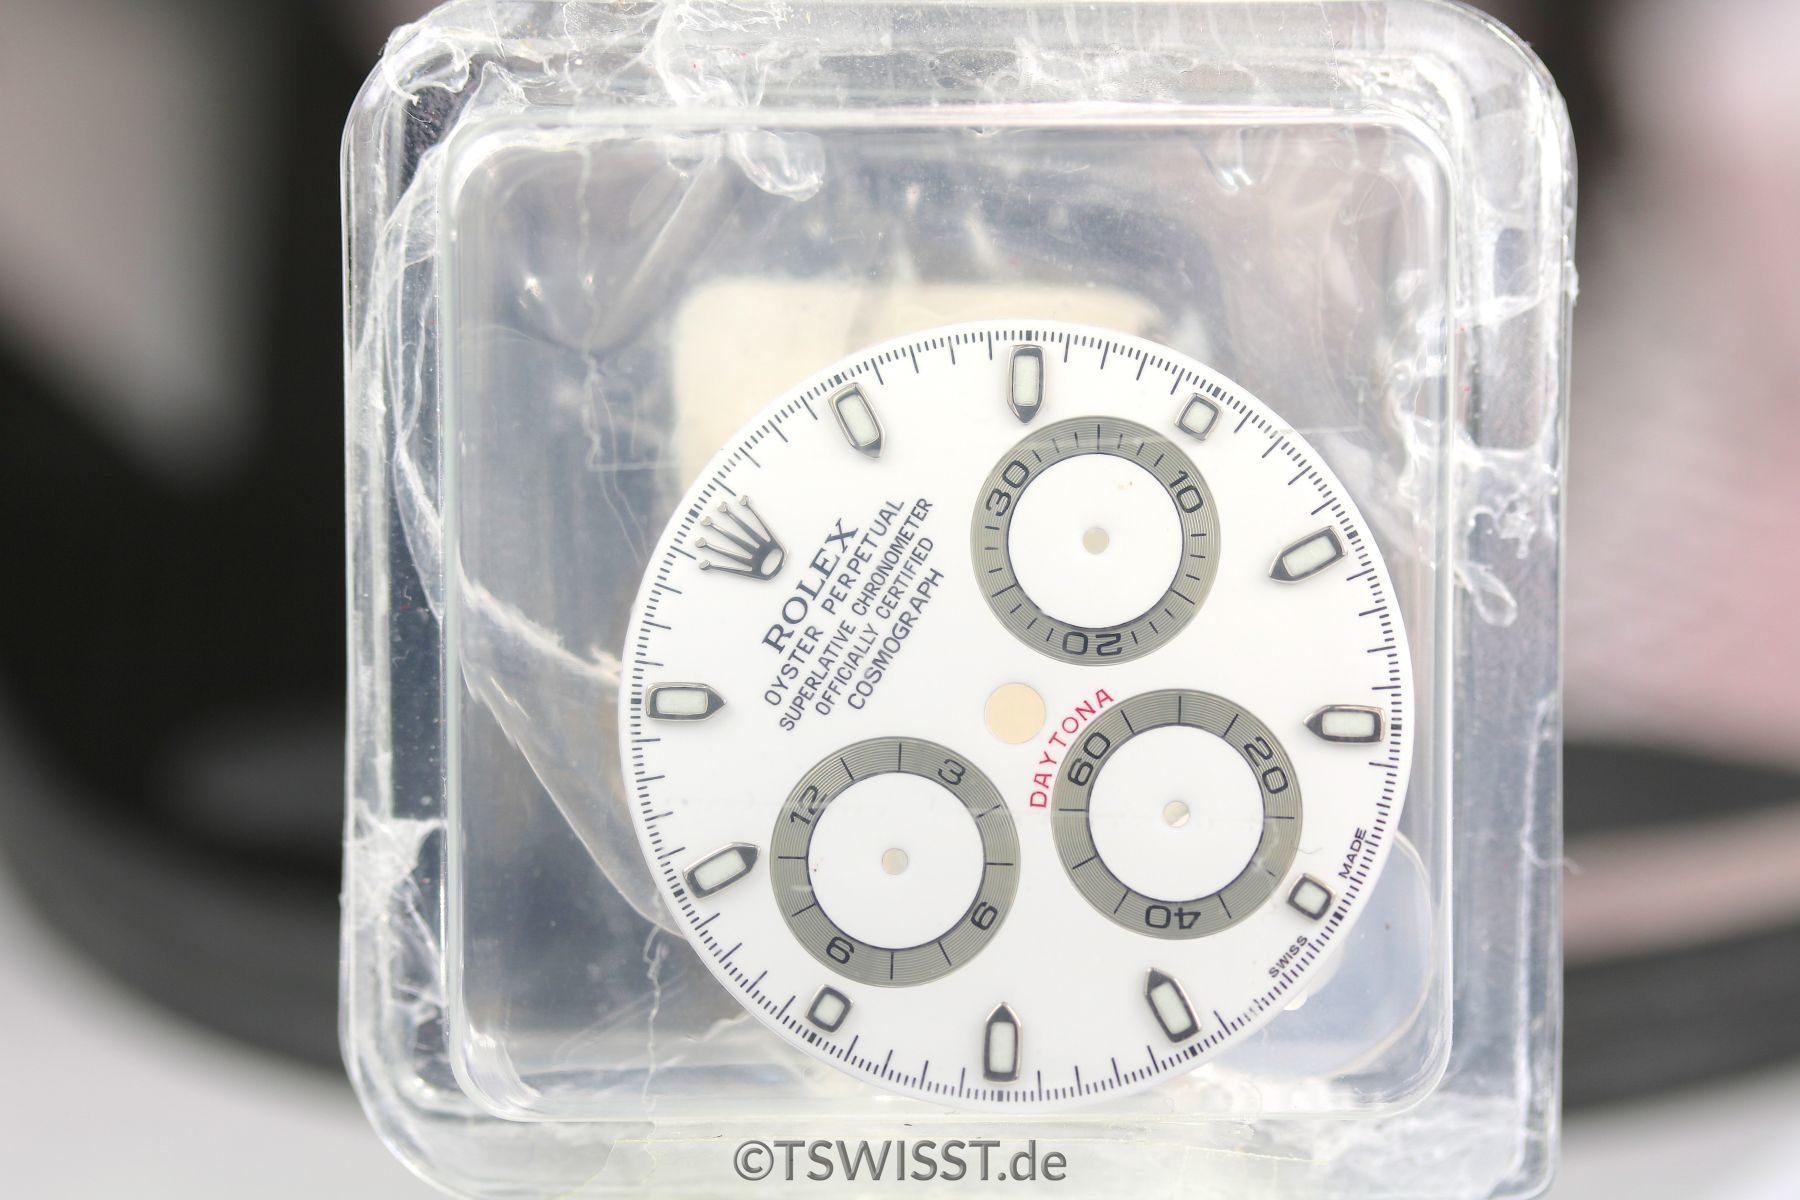 ROLEX
OYSTER PERPETUAL
SUPERLATIVE CHRONOMETER
OFFICIALLY CERTIFIED
COSMOGRAPH
30
10
20
DAYTONA
60
20
40
12
3
6
9
SWISS MADE
©TSWISST.de